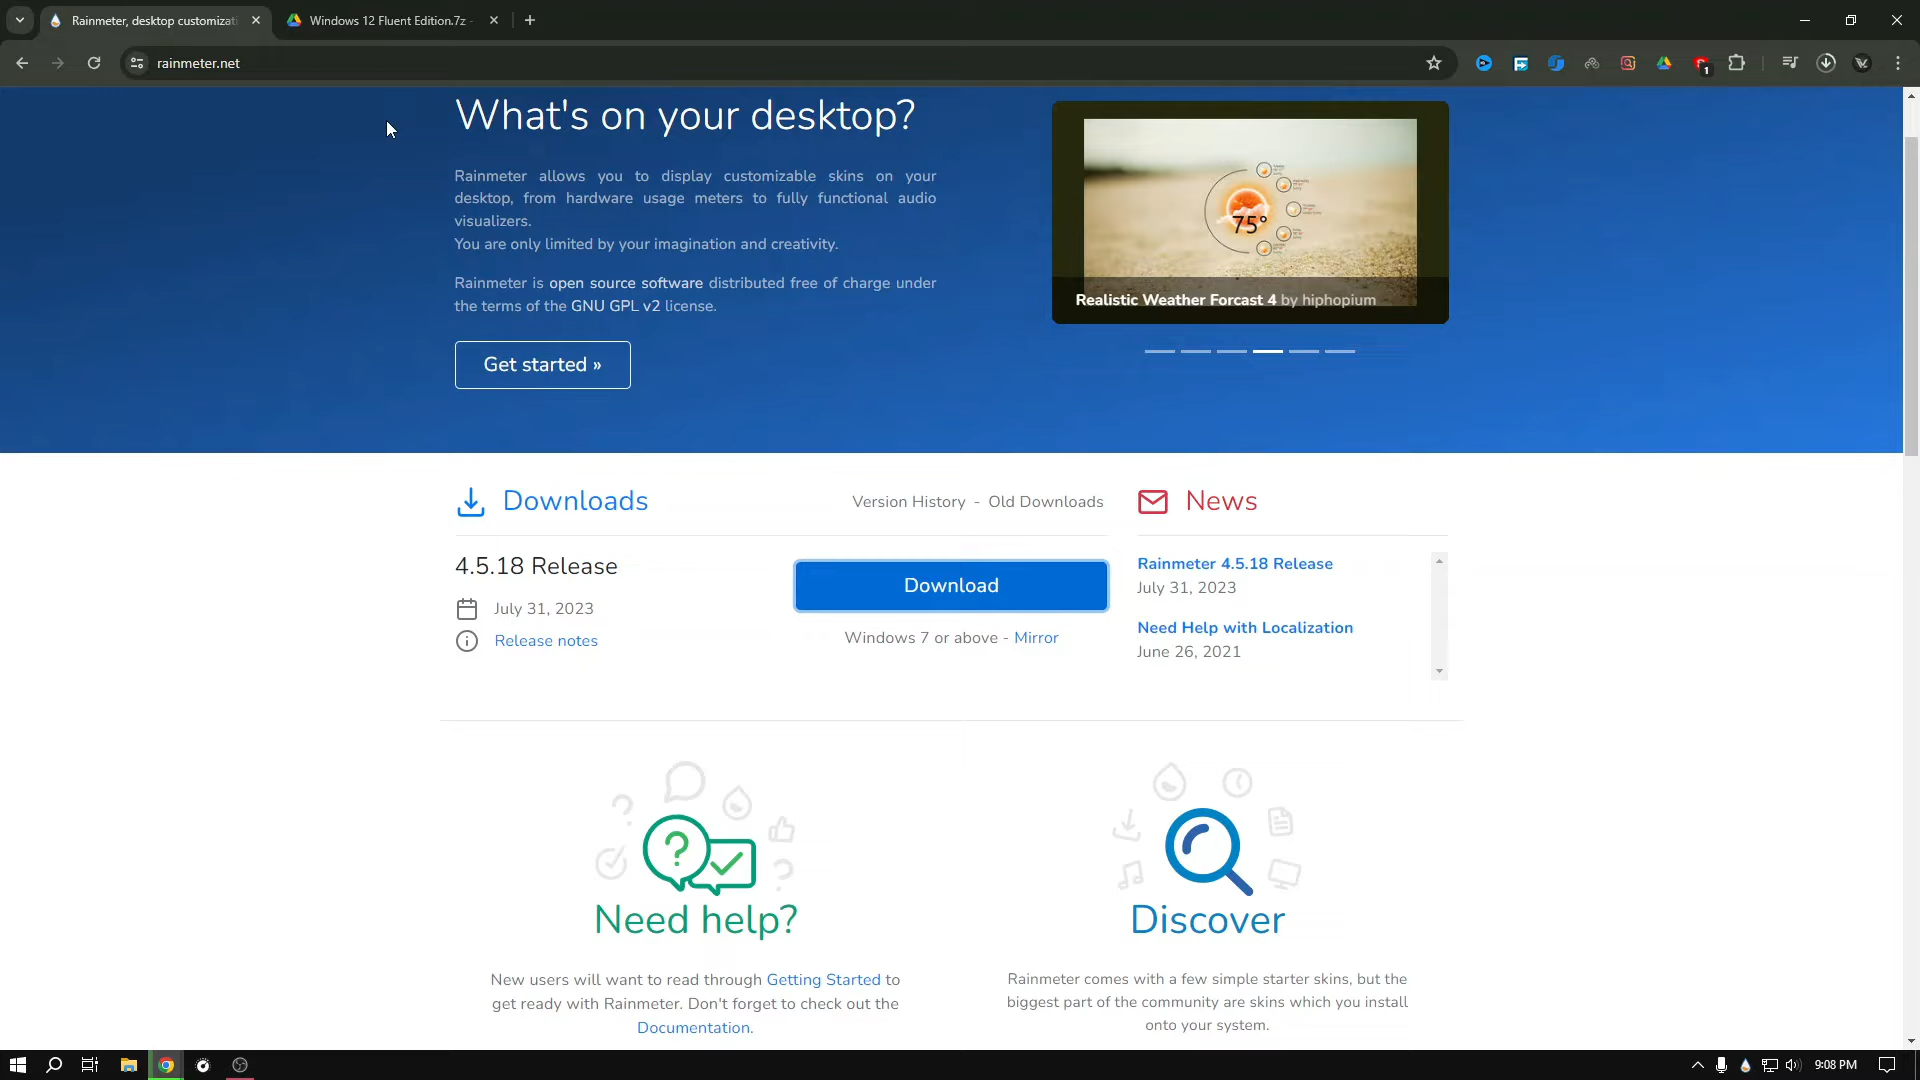 Rainmeter, desktop customizati
Windows 12 Fluent Edition.7z -
rainmeter.net
1
What's on your desktop?
Rainmeter allows you to display customizable skins on your
desktop, from hardware usage meters to fully functional audio
visualizers.
You are only limited by your imagination and creativity.
Rainmeter is open source software distributed free of charge under
the terms of the GNU GPL v2 license.
Get started »
75°
Realistic Weather Forcast 4 by hiphopium
Downloads
Version History - Old Downloads
4.5.18 Release
July 31, 2023
Release notes
Download
Windows 7 or above - Mirror
News
Rainmeter 4.5.18 Release
July 31, 2023
Need Help with Localization
June 26, 2021
Need help?
New users will want to read through Getting Started to
get ready with Rainmeter. Don't forget to check out the
Documentation.
Discover
Rainmeter comes with a few simple starter skins, but the
biggest part of the community are skins which you install
onto your system.
9:08 PM